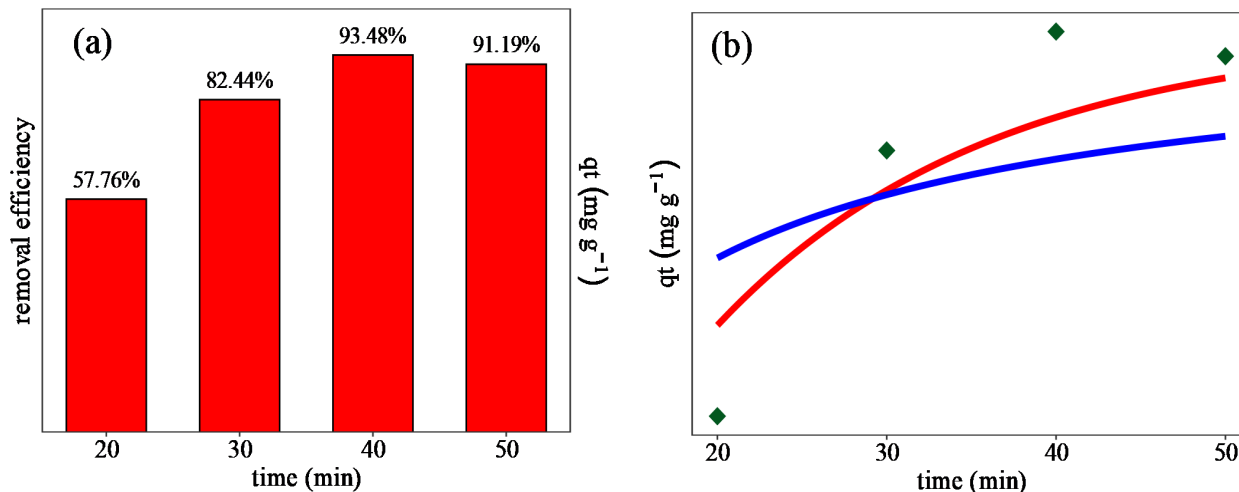 (a)
93.48%
91.19%
82.44%
57.76%
removal efficiency
qt (mg g⁻¹)
20 30 40 50
time (min)
(b)
qt (mg g⁻¹)
20 30 40 50
time (min)